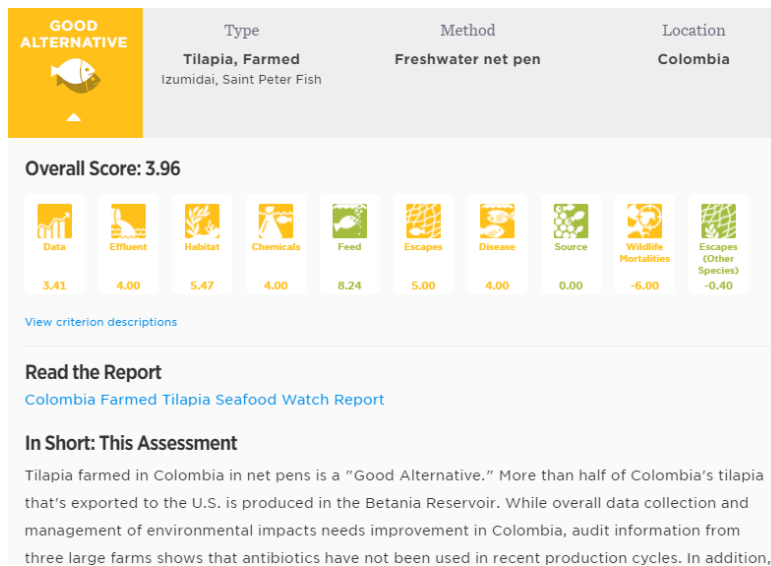 GOOD
ALTERNATIVE
Type
Method
Location
Tilapia, Farmed
Freshwater net pen
Colombia
Izumidai, Saint Peter Fish
Overall Score: 3.96
Data
Effluent
Habitat
Chemicals
Feed
Escapes
Disease
Source
Wildlife
Mortalities
Escapes
(Other
Species)
3.41
4.00
5.47
4.00
8.24
5.00
4.00
0.00
-6.00
-0.40
View criterion descriptions
Read the Report
Colombia Farmed Tilapia Seafood Watch Report
In Short: This Assessment
Tilapia farmed in Colombia in net pens is a "Good Alternative." More than half of Colombia's tilapia
that's exported to the U.S. is produced in the Betania Reservoir. While overall data collection and
management of environmental impacts needs improvement in Colombia, audit information from
three large farms shows that antibiotics have not been used in recent production cycles. In addition,